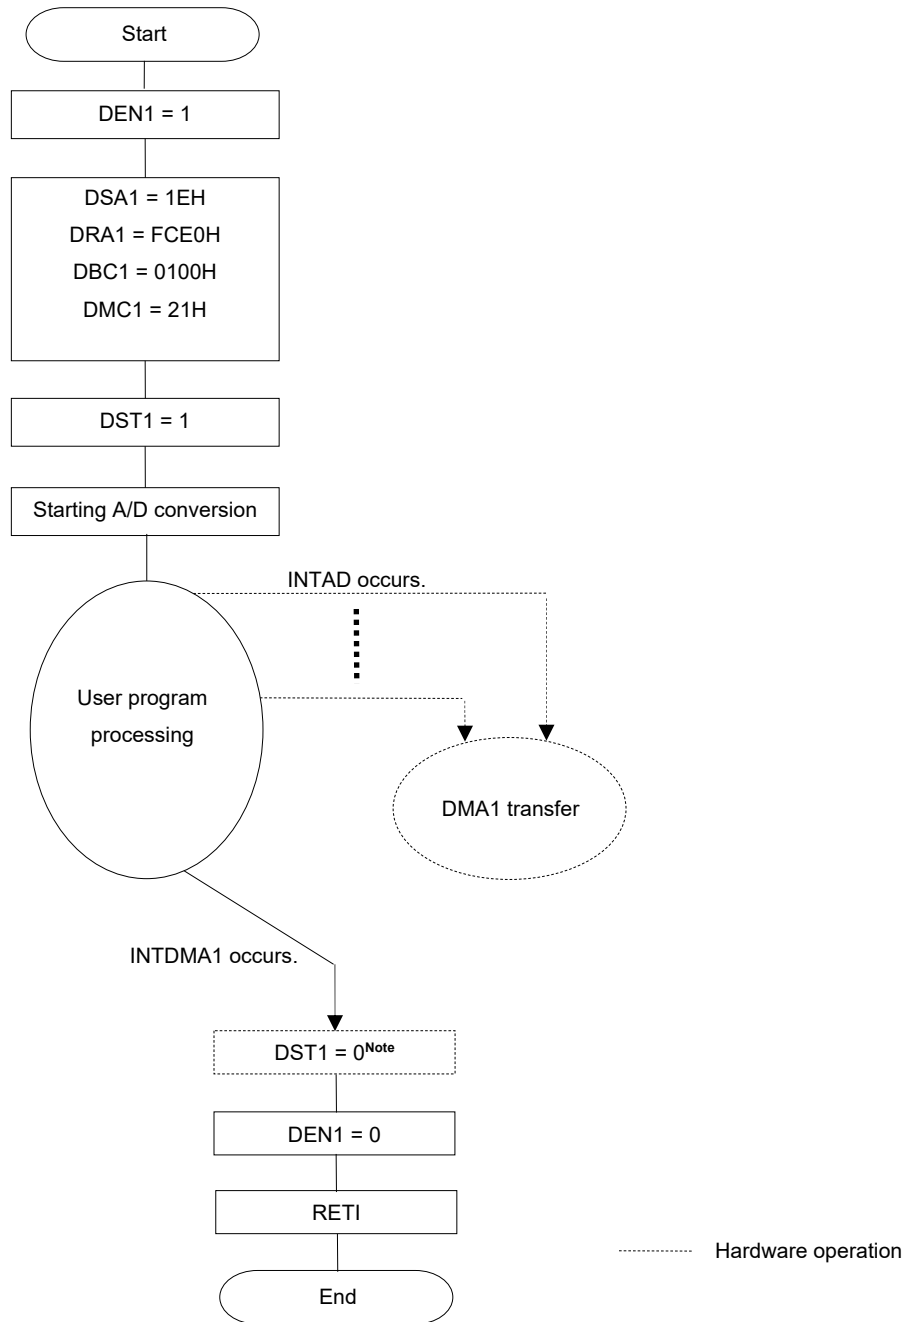 Start
DEN1 = 1
DSA1 = 1EH
DRA1 = FCE0H
DBC1 = 0100H
DMC1 = 21H
DST1 = 1
Starting A/D conversion
INTAD occurs.
User program
processing
DMA1 transfer
INTDMA1 occurs.
DST1 = 0Note
DEN1 = 0
RETI
Hardware operation
End